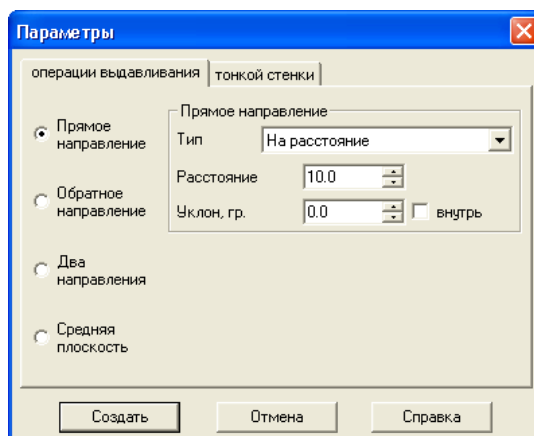 Параметры
операции выдавливания
тонкой стенки
Прямое
направление
Обратное
направление
Два
направления
Средняя
плоскость
Прямое направление
Тип
На расстояние
Расстояние
10.0
Уклон, гр.
0.0
внутрь
Создать
Отмена
Справка